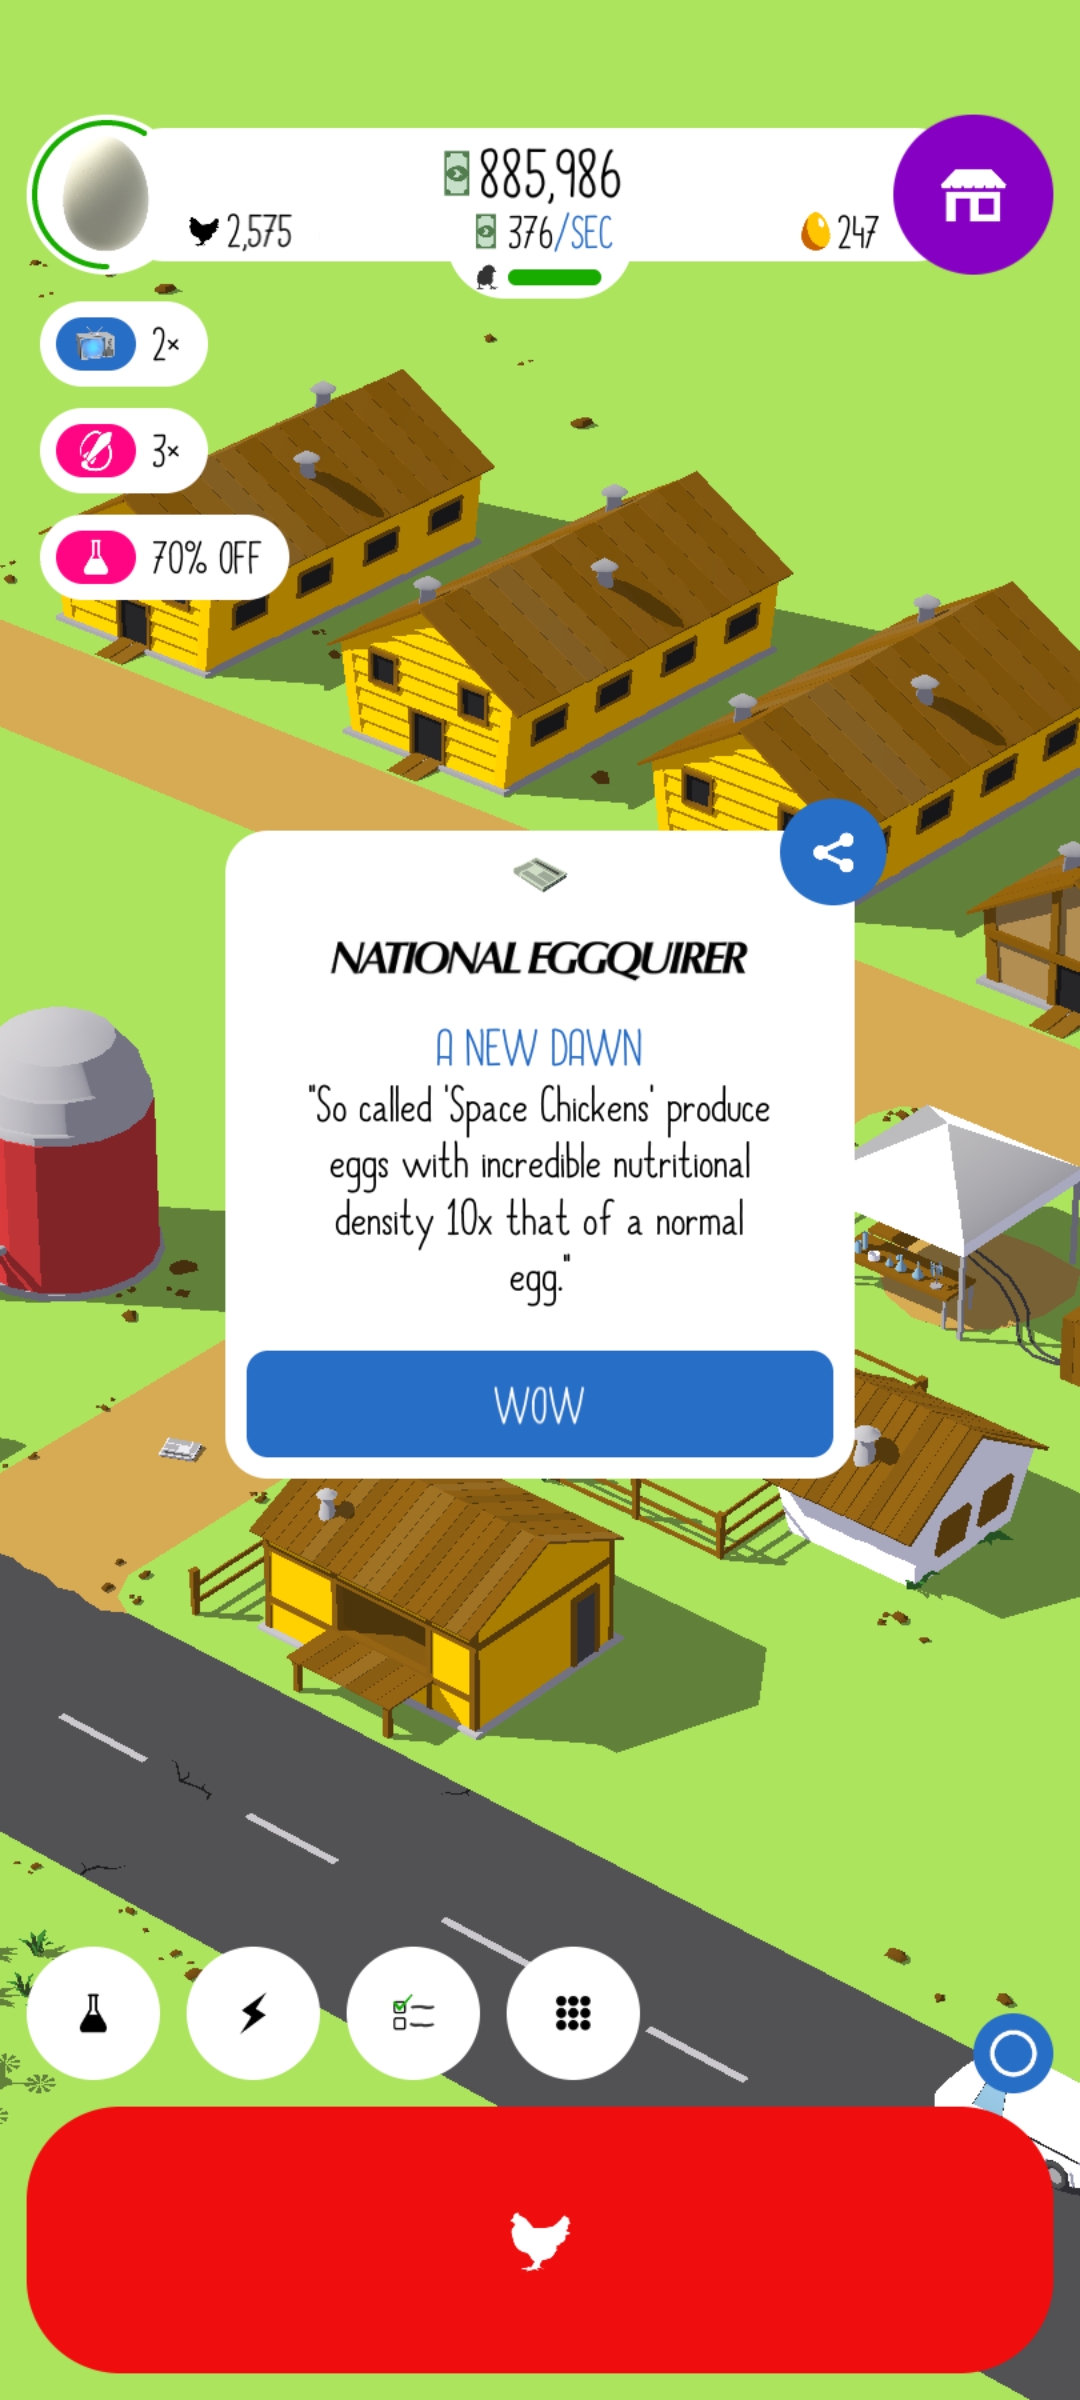 885,986
2,575
376/SEC
247
2×
3×
70% OFF
NATIONAL EGGQUIRER
A NEW DAWN
"So called 'Space Chickens' produce
eggs with incredible nutritional
density 10x that of a normal
egg."
WOW